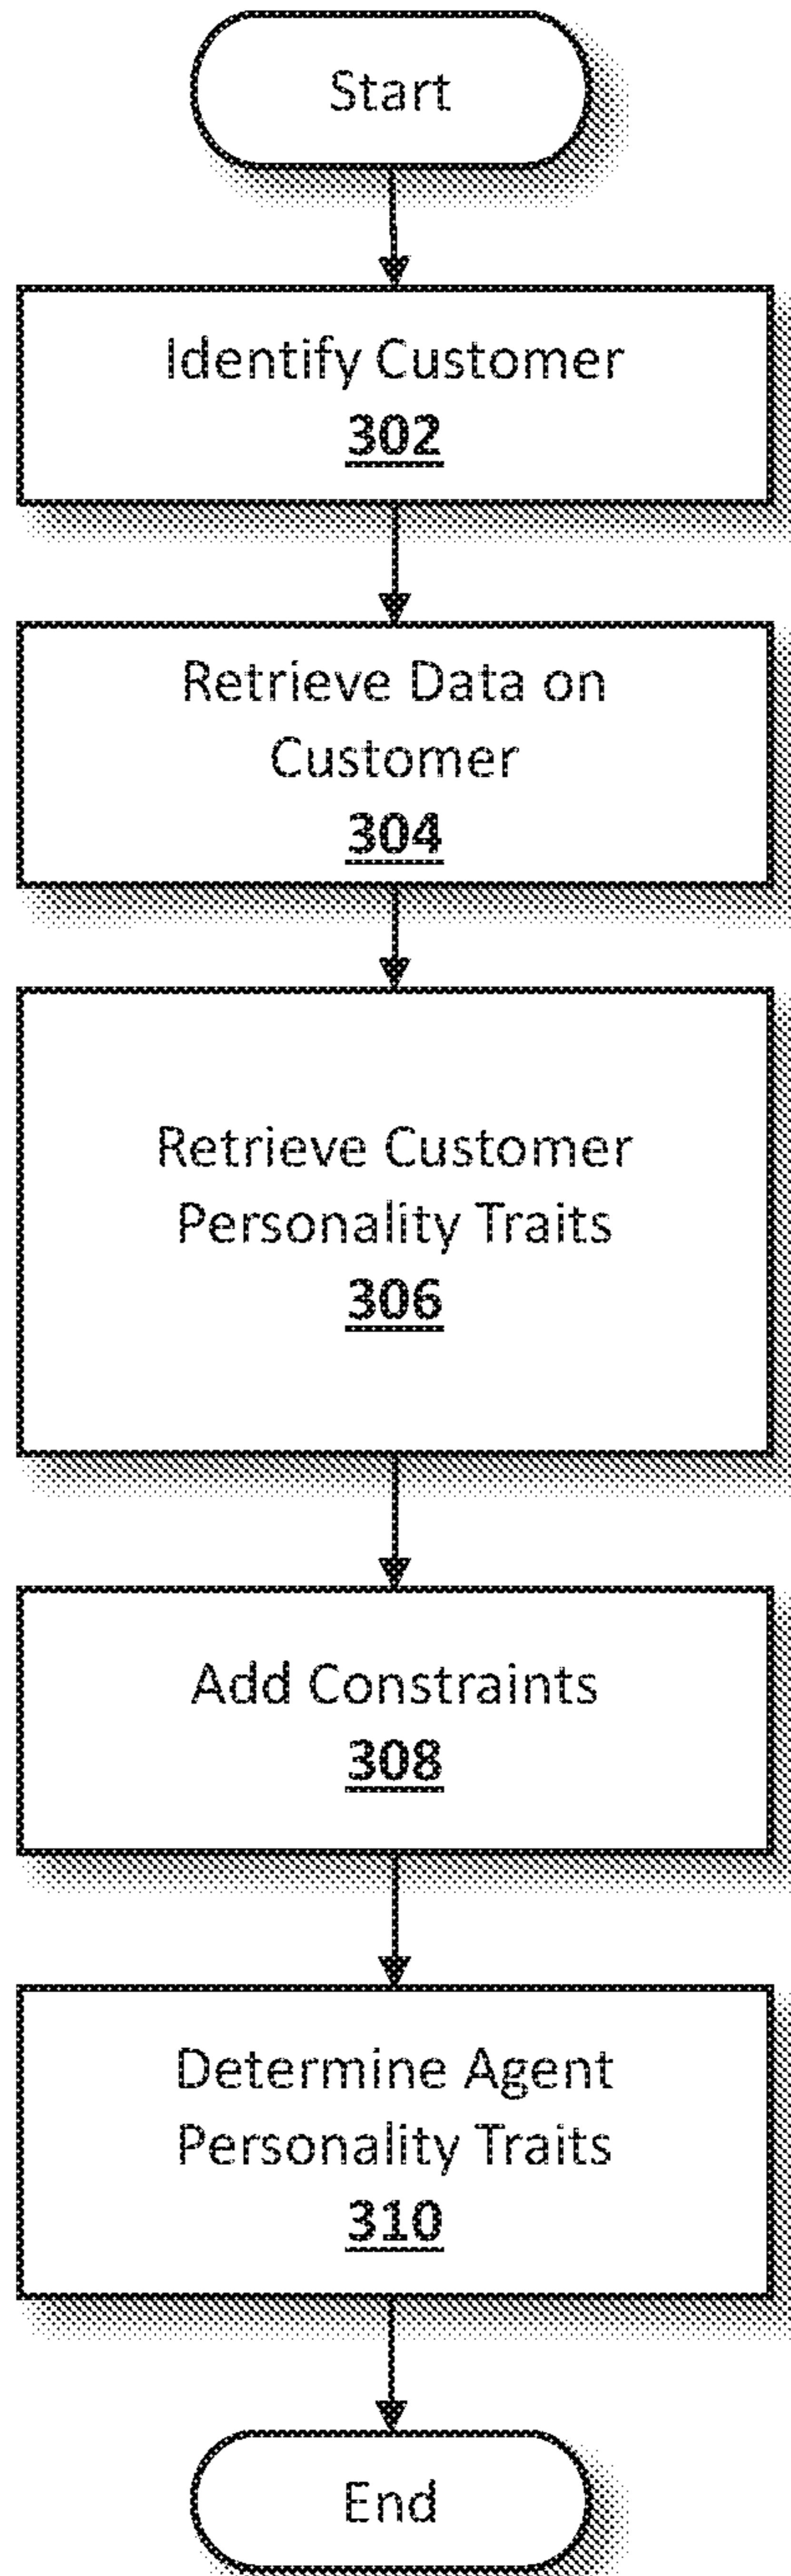 Start
Identify Customer
302
Retrieve Data on
Customer
304
Retrieve Customer
Personality Traits
306
Add Constraints
308
Determine Agent
Personality Traits
310
End